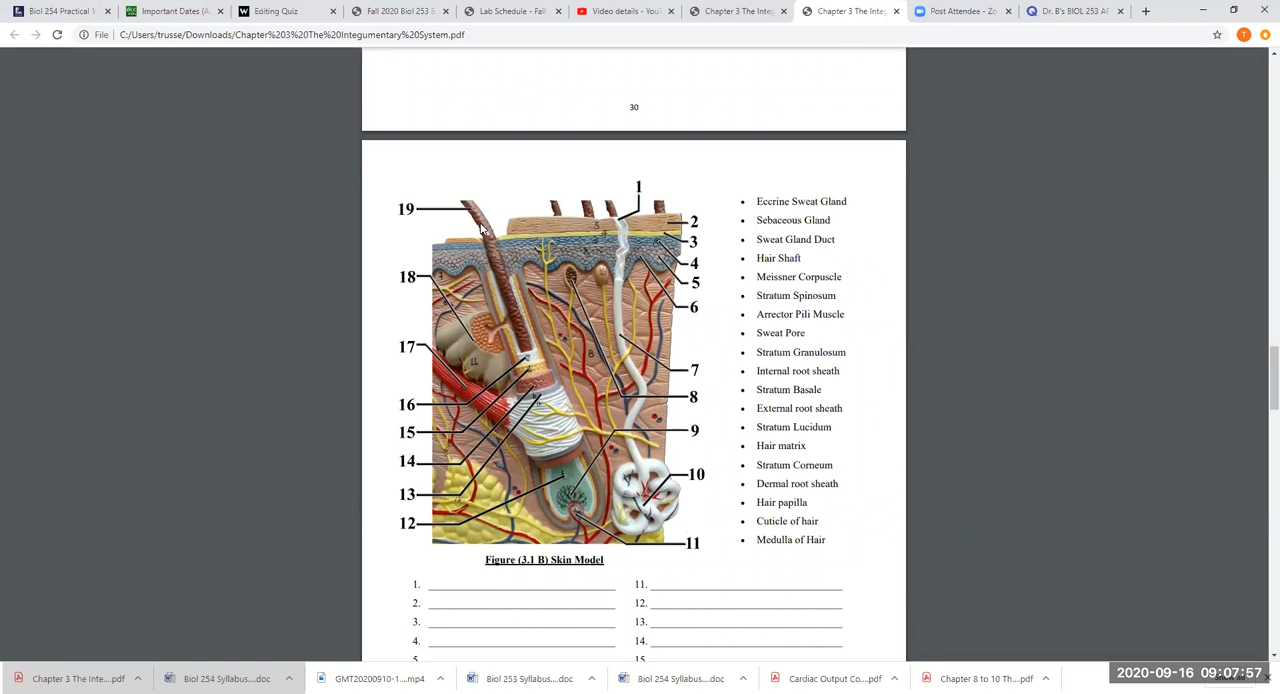 Biol 254 Practical 1
Important Dates (A
Editing Quiz
Fall 2020 Biol 253 S
Lab Schedule - Fall
Video details - You
Chapter 3 The Inte
Chapter 3 The Inte
Post Attendee - Zo
Dr. B's BIOL 253 A
File
C:/Users/trusse/Downloads/Chapter%203%20The%20Integumentary%20System.pdf
T
30
1
19
2
3
4
18
5
6
17
7
16
8
15
9
14
10
13
12
11
Eccrine Sweat Gland
Sebaceous Gland
Sweat Gland Duct
Hair Shaft
Meissner Corpuscle
Stratum Spinosum
Arrector Pili Muscle
Sweat Pore
Stratum Granulosum
Internal root sheath
Stratum Basale
External root sheath
Stratum Lucidum
Hair matrix
Stratum Corneum
Dermal root sheath
Hair papilla
Cuticle of hair
Medulla of Hair
Figure (3.1 B) Skin Model
1.
11.
2.
12.
3.
13.
4.
14.
5.
15.
Chapter 3 The Inte....pdf
Biol 254 Syllabus....doc
GMT20200910-1....mp4
Biol 253 Syllabus....doc
Biol 254 Syllabus....doc
Cardiac Output Co....pdf
Chapter 8 to 10 Th....pdf
2020-09-16 09:07:57